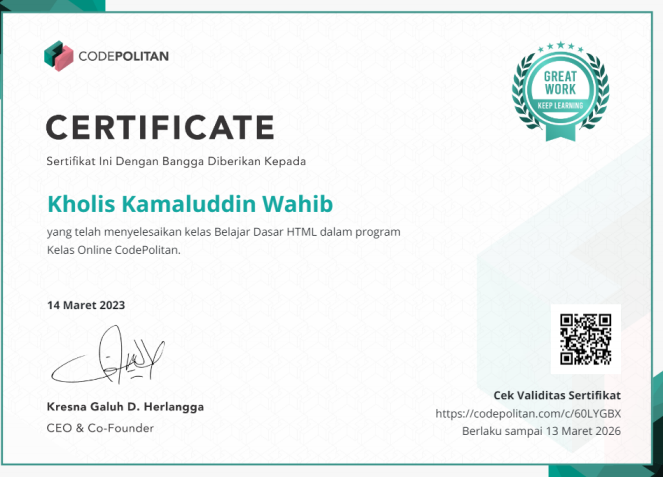 CODEPOLITAN
GREAT
WORK
KEEP LEARNING
CERTIFICATE
Sertifikat Ini Dengan Bangga Diberikan Kepada
Kholis Kamaluddin Wahib
yang telah menyelesaikan kelas Belajar Dasar HTML dalam program
Kelas Online CodePolitan.
14 Maret 2023
Kresna Galuh D. Herlangga
CEO & Co-Founder
Cek Validitas Sertifikat
https://codepolitan.com/c/60LYGBX
Berlaku sampai 13 Maret 2026